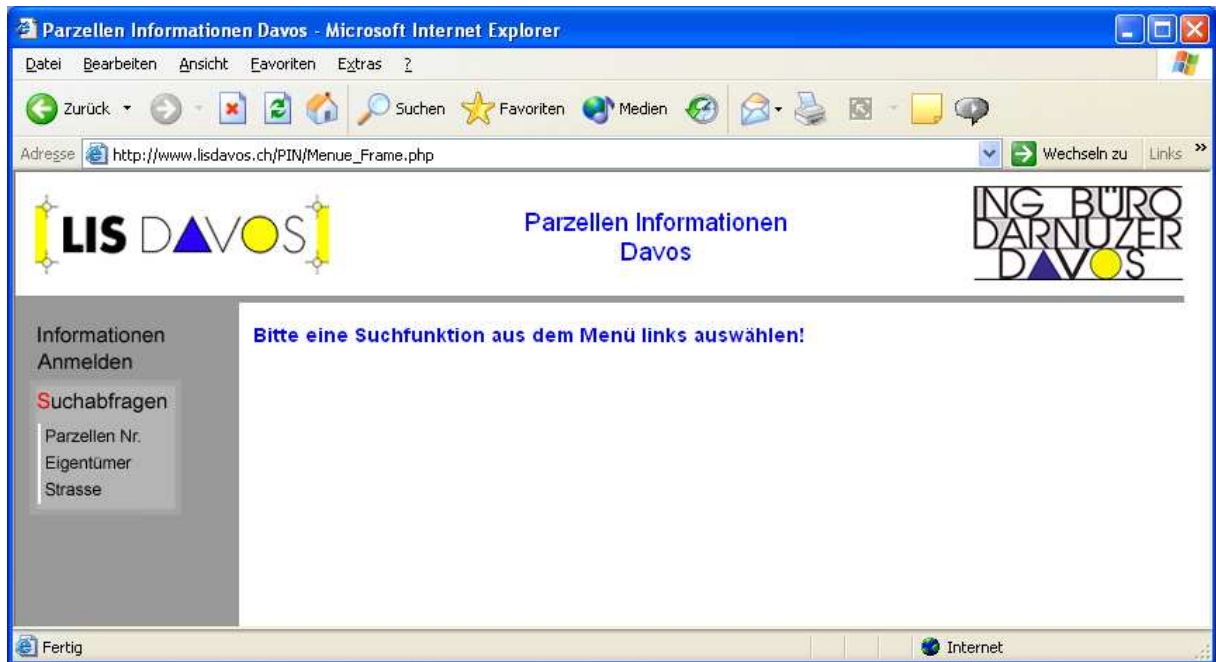 Parzellen Informationen Davos - Microsoft Internet Explorer
Datei Bearbeiten Ansicht Favoriten Extras ?
Zurück Suchen Favoriten Medien
Adresse http://www.lisdavos.ch/PIN/Menue_Frame.php Wechseln zu Links »
LIS DAVOS
Parzellen Informationen
Davos
ING BÜRO
DARNUZER
DAVOS
Informationen
Anmelden
Suchabfragen
Parzellen Nr.
Eigentümer
Strasse
Bitte eine Suchfunktion aus dem Menü links auswählen!
Fertig Internet